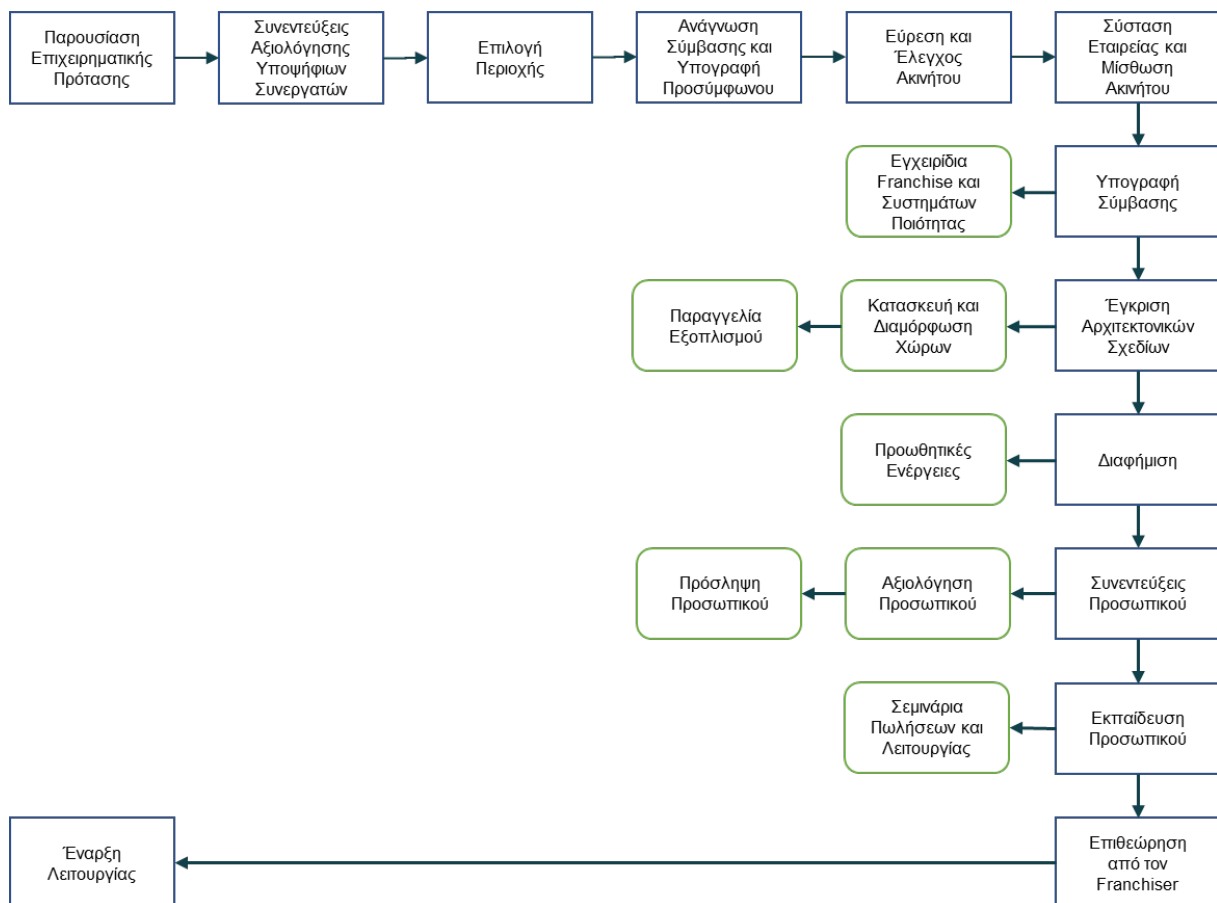 Παρουσίαση
Επιχειρηματικής
Πρότασης
Συνεντεύξεις
Αξιολόγησης
Υποψήφιων
Συνεργατών
Επιλογή
Περιοχής
Ανάγνωση
Σύμβασης και
Υπογραφή
Προσύμφωνου
Εύρεση και
Έλεγχος
Ακινήτου
Σύσταση
Εταιρείας και
Μίσθωση
Ακινήτου
Εγχειρίδια
Franchise και
Συστημάτων
Ποιότητας
Υπογραφή
Σύμβασης
Παραγγελία
Εξοπλισμού
Κατασκευή και
Διαμόρφωση
Χώρων
Έγκριση
Αρχιτεκτονικών
Σχεδίων
Προωθητικές
Ενέργειες
Διαφήμιση
Πρόσληψη
Προσωπικού
Αξιολόγηση
Προσωπικού
Συνεντεύξεις
Προσωπικού
Σεμινάρια
Πωλήσεων και
Λειτουργίας
Εκπαίδευση
Προσωπικού
Έναρξη
Λειτουργίας
Επιθεώρηση
από τον
Franchiser